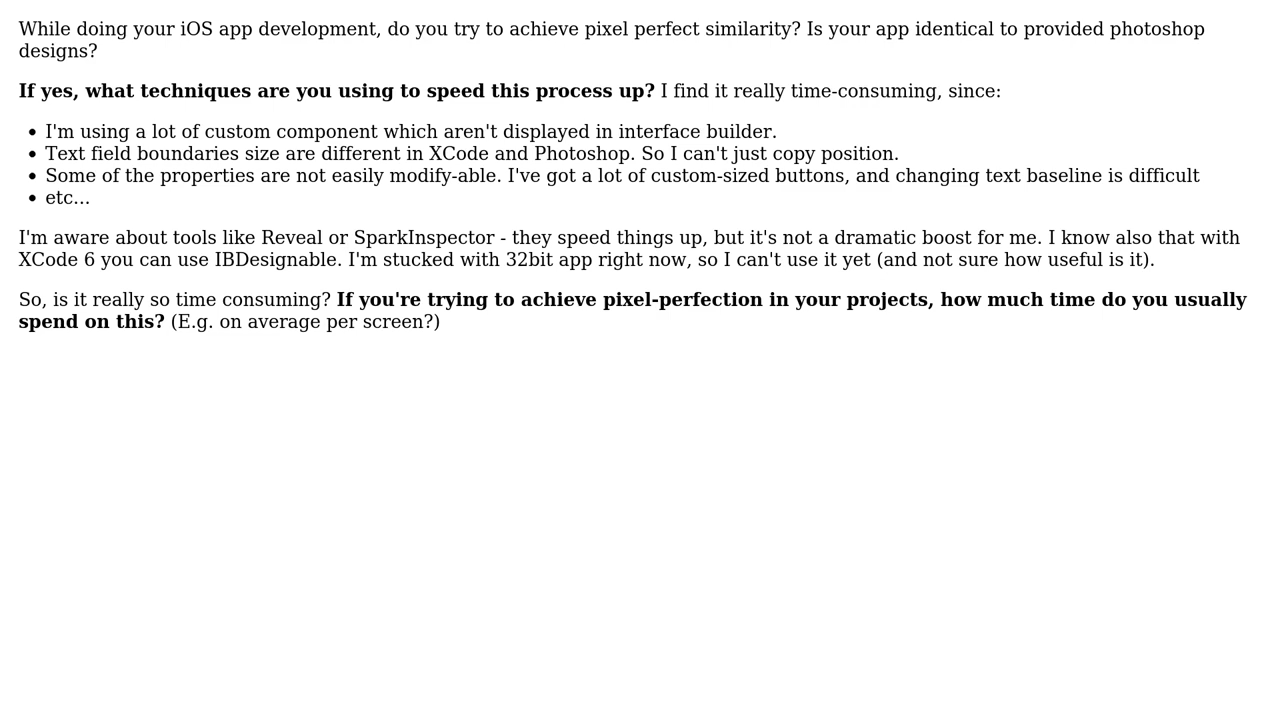 While doing your iOS app development, do you try to achieve pixel perfect similarity? Is your app identical to provided photoshop
designs?
If yes, what techniques are you using to speed this process up? I find it really time-consuming, since:
• I'm using a lot of custom component which aren't displayed in interface builder.
• Text field boundaries size are different in XCode and Photoshop. So I can't just copy position.
• Some of the properties are not easily modify-able. I've got a lot of custom-sized buttons, and changing text baseline is difficult
• etc...
I'm aware about tools like Reveal or SparkInspector - they speed things up, but it's not a dramatic boost for me. I know also that with
XCode 6 you can use IBDesignable. I'm stucked with 32bit app right now, so I can't use it yet (and not sure how useful is it).
So, is it really so time consuming? If you're trying to achieve pixel-perfection in your projects, how much time do you usually
spend on this? (E.g. on average per screen?)